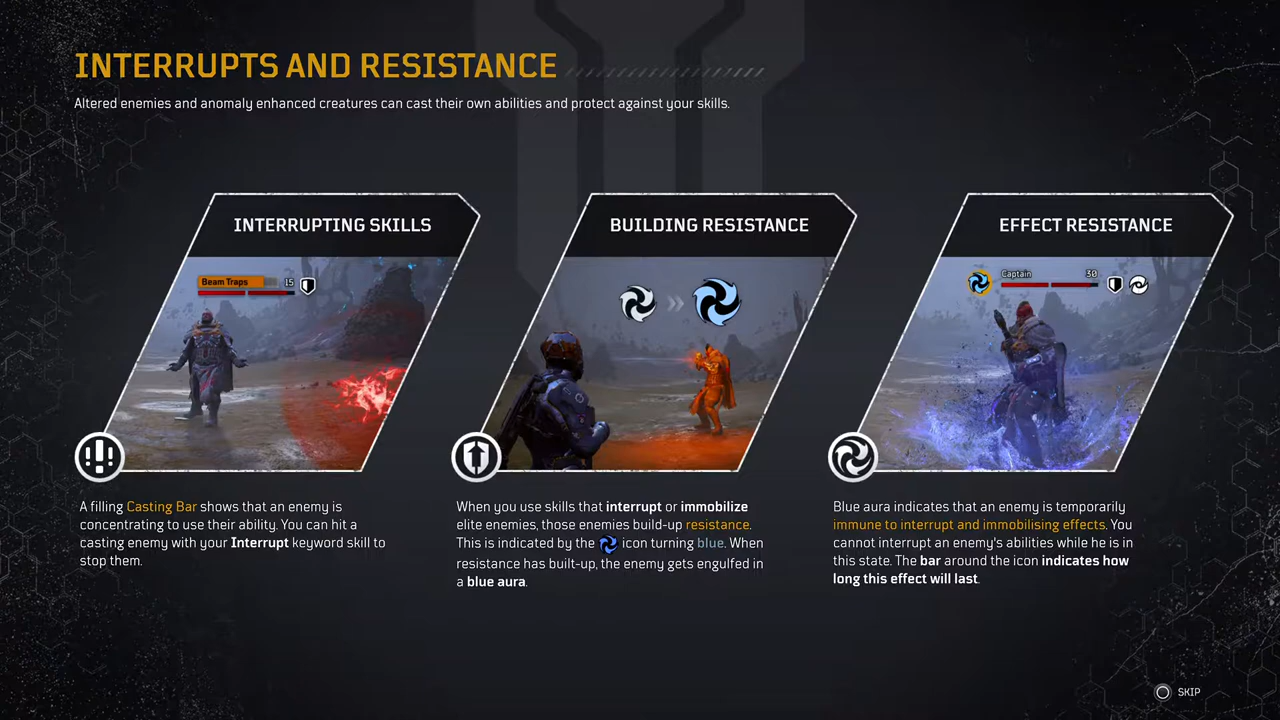 INTERRUPTS AND RESISTANCE
Altered enemies and anomaly enhanced creatures can cast their own abilities and protect against your skills.
INTERRUPTING SKILLS
Beam Traps 15
A filling Casting Bar shows that an enemy is
concentrating to use their ability. You can hit a
casting enemy with your Interrupt keyword skill to
stop them.
BUILDING RESISTANCE
When you use skills that interrupt or immobilize
elite enemies, those enemies build-up resistance.
This is indicated by the icon turning blue. When
resistance has built-up, the enemy gets engulfed in
a blue aura.
EFFECT RESISTANCE
Captain 30
Blue aura indicates that an enemy is temporarily
immune to interrupt and immobilising effects. You
cannot interrupt an enemy's abilities while he is in
this state. The bar around the icon indicates how
long this effect will last.
SKIP